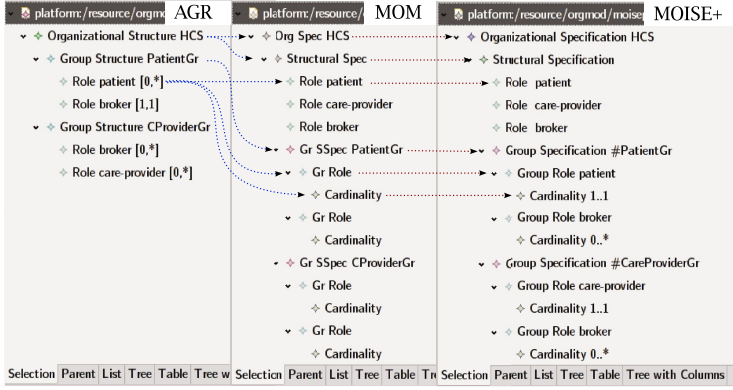 platform:/resource/orgmod AGR
Organizational Structure HCS
Group Structure PatientGr
Role patient [0,*]
Role broker [1,1]
Group Structure CProviderGr
Role broker [0,*]
Role care-provider [0,*]
Selection Parent List Tree Table Tree w
platform:/resource/ MOM
Org Spec HCS
Structural Spec
Role patient
Role care-provider
Role broker
Gr SSpec PatientGr
Gr Role
Cardinality
Gr Role
Cardinality
Gr SSpec CProviderGr
Gr Role
Cardinality
Gr Role
Cardinality
Selection Parent List Tree Table Tr
platform:/resource/orgmod/moise MOISE+
Organizational Specification HCS
Structural Specification
Role patient
Role care-provider
Role broker
Group Specification #PatientGr
Group Role patient
Cardinality 1..1
Group Role broker
Cardinality 0..*
Group Specification #CareProviderGr
Group Role care-provider
Cardinality 1..1
Group Role broker
Cardinality 0..*
Selection Parent List Tree Table Tree with Columns